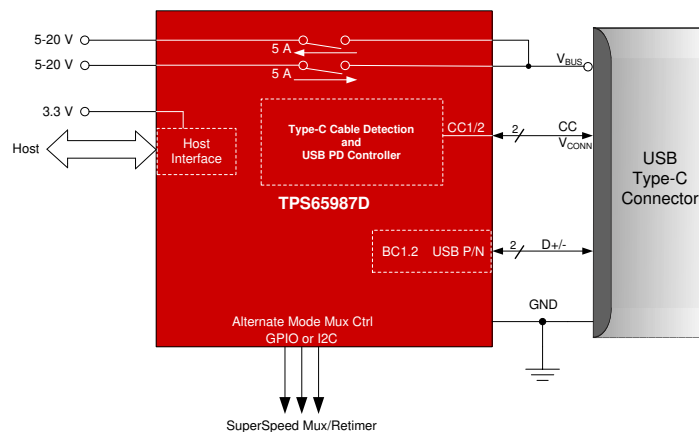 5-20 V
5 A
5-20 V
5 A
VBUS
3.3 V
Host
Host
Interface
Type-C Cable Detection
and
USB PD Controller
CC1/2
2
CC
VCONN
USB
Type-C
Connector
TPS65987D
BC1.2 USB P/N
2
D+/-
GND
Alternate Mode Mux Ctrl
GPIO or I2C
SuperSpeed Mux/Retimer